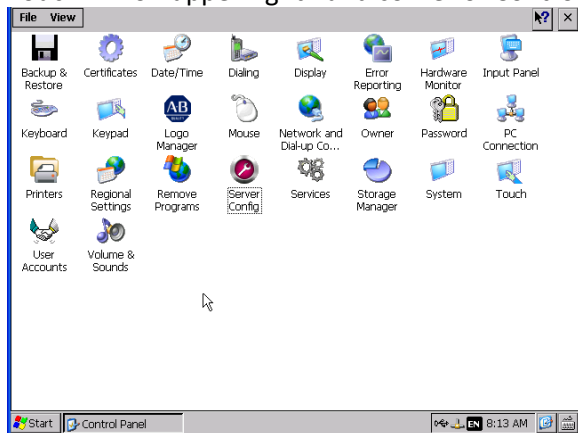 File View
Backup & Certificates Date/Time Dialing Display Error Hardware Input Panel
Restore Reporting Monitor
AB
Keyboard Keypad Logo Mouse Network and Owner Password PC
Manager Dial-up Co... Connection
Printers Regional Remove Server Services Storage System Touch
Settings Programs Config Manager
User Volume &
Accounts Sounds
Start Control Panel EN 8:13 AM